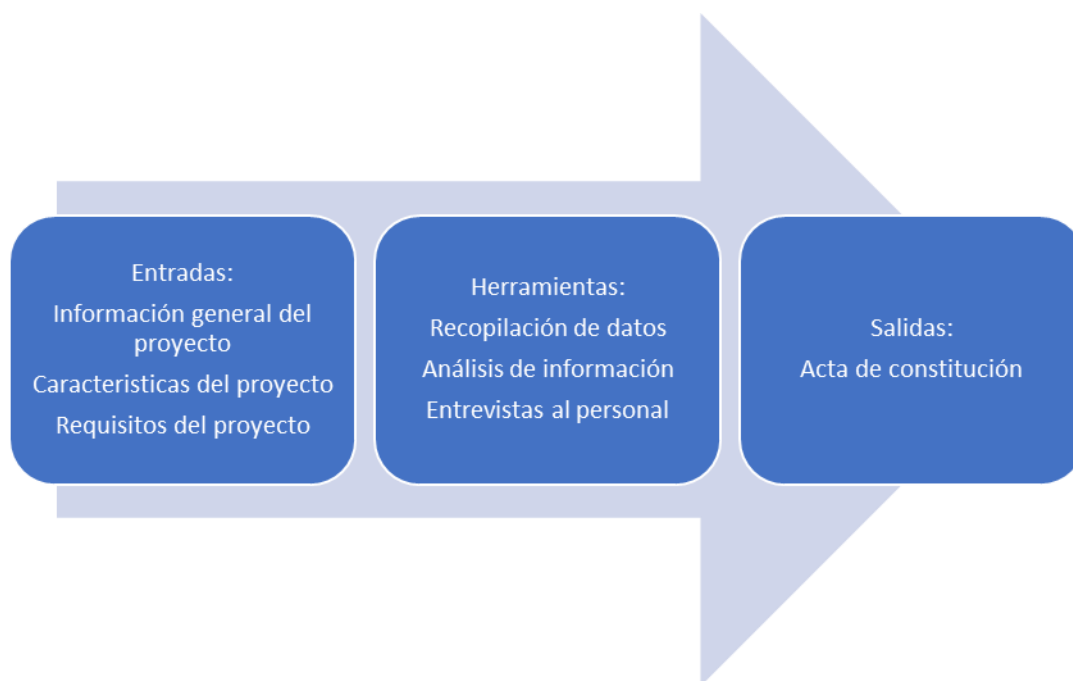 Entradas:
Información general del
proyecto
Caracteristicas del proyecto
Requisitos del proyecto
Herramientas:
Recopilación de datos
Análisis de información
Entrevistas al personal
Salidas:
Acta de constitución